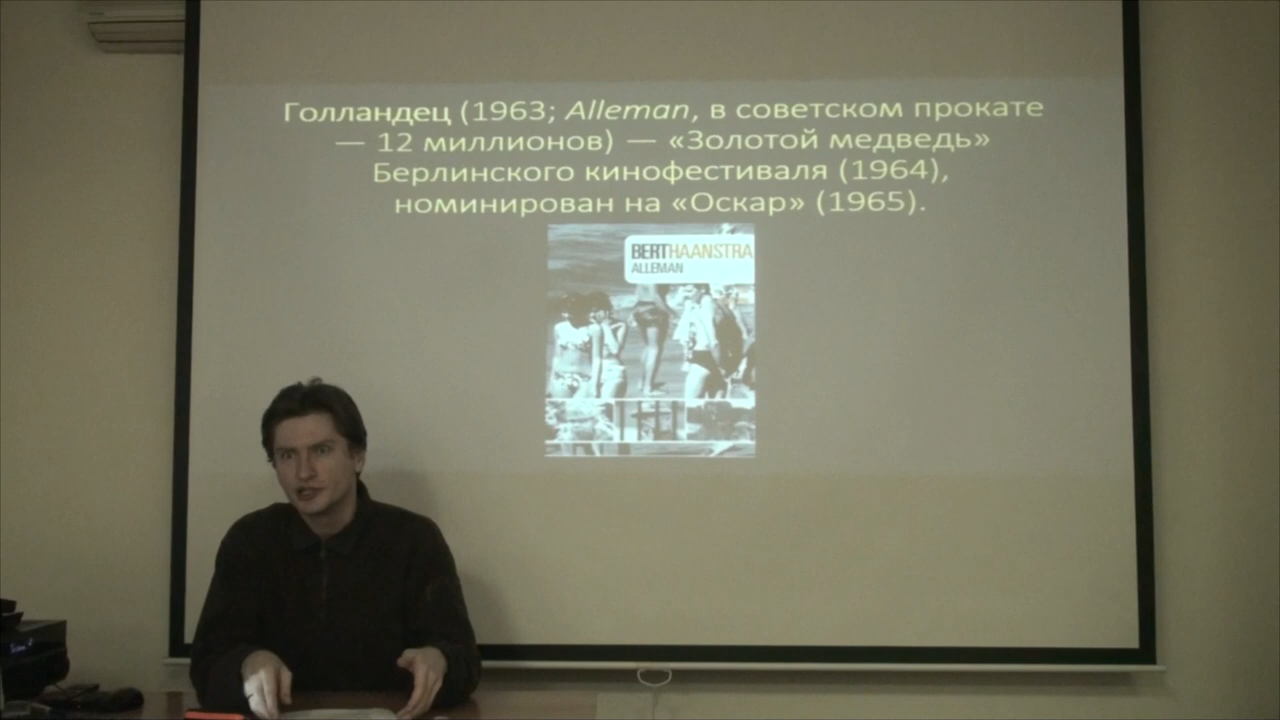 Голландец (1963; Alleman, в советском прокате
— 12 миллионов) — «Золотой медведь»
Берлинского кинофестиваля (1964),
номинирован на «Оскар» (1965).
BERTHAANSTRA
ALLEMAN